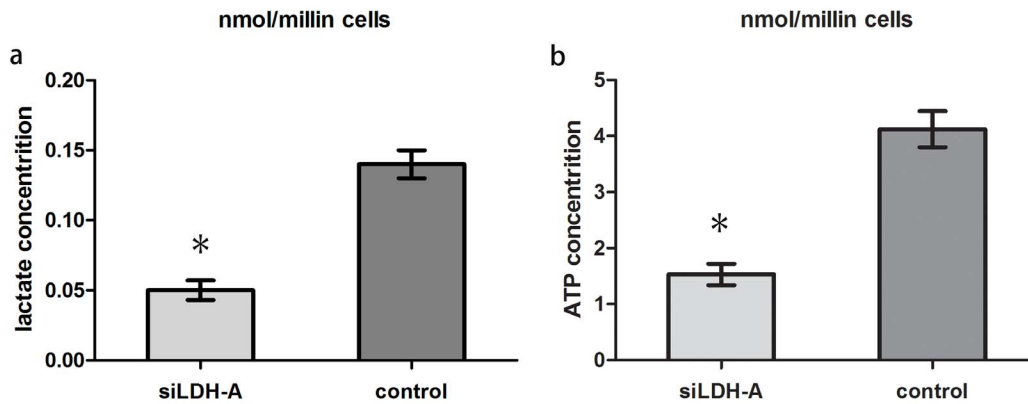 nmol/millin cells
a
lactate concentrition
0.20
0.15
0.10
0.05
0.00
*
siLDH-A
control
nmol/millin cells
b
ATP concentrition
5
4
3
2
1
0
*
siLDH-A
control